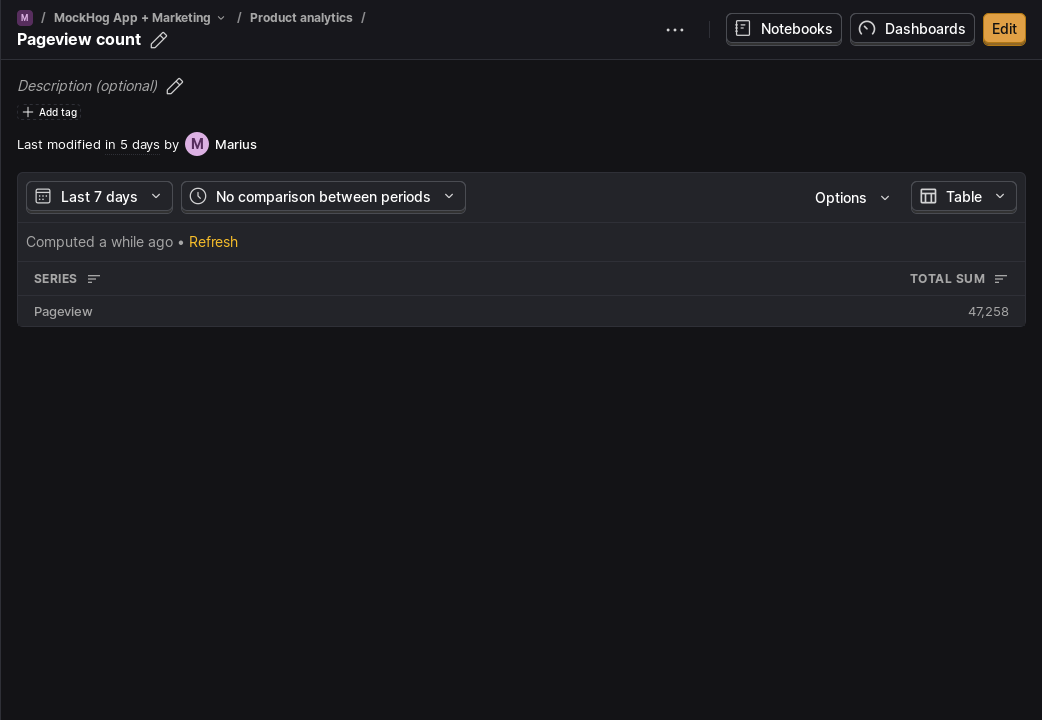 M / MockHog App + Marketing / Product analytics /
Pageview count
Notebooks
Dashboards
Edit
Description (optional)
Add tag
Last modified in 5 days by M Marius
Last 7 days
No comparison between periods
Options
Table
Computed a while ago • Refresh
SERIES
TOTAL SUM
Pageview
47,258